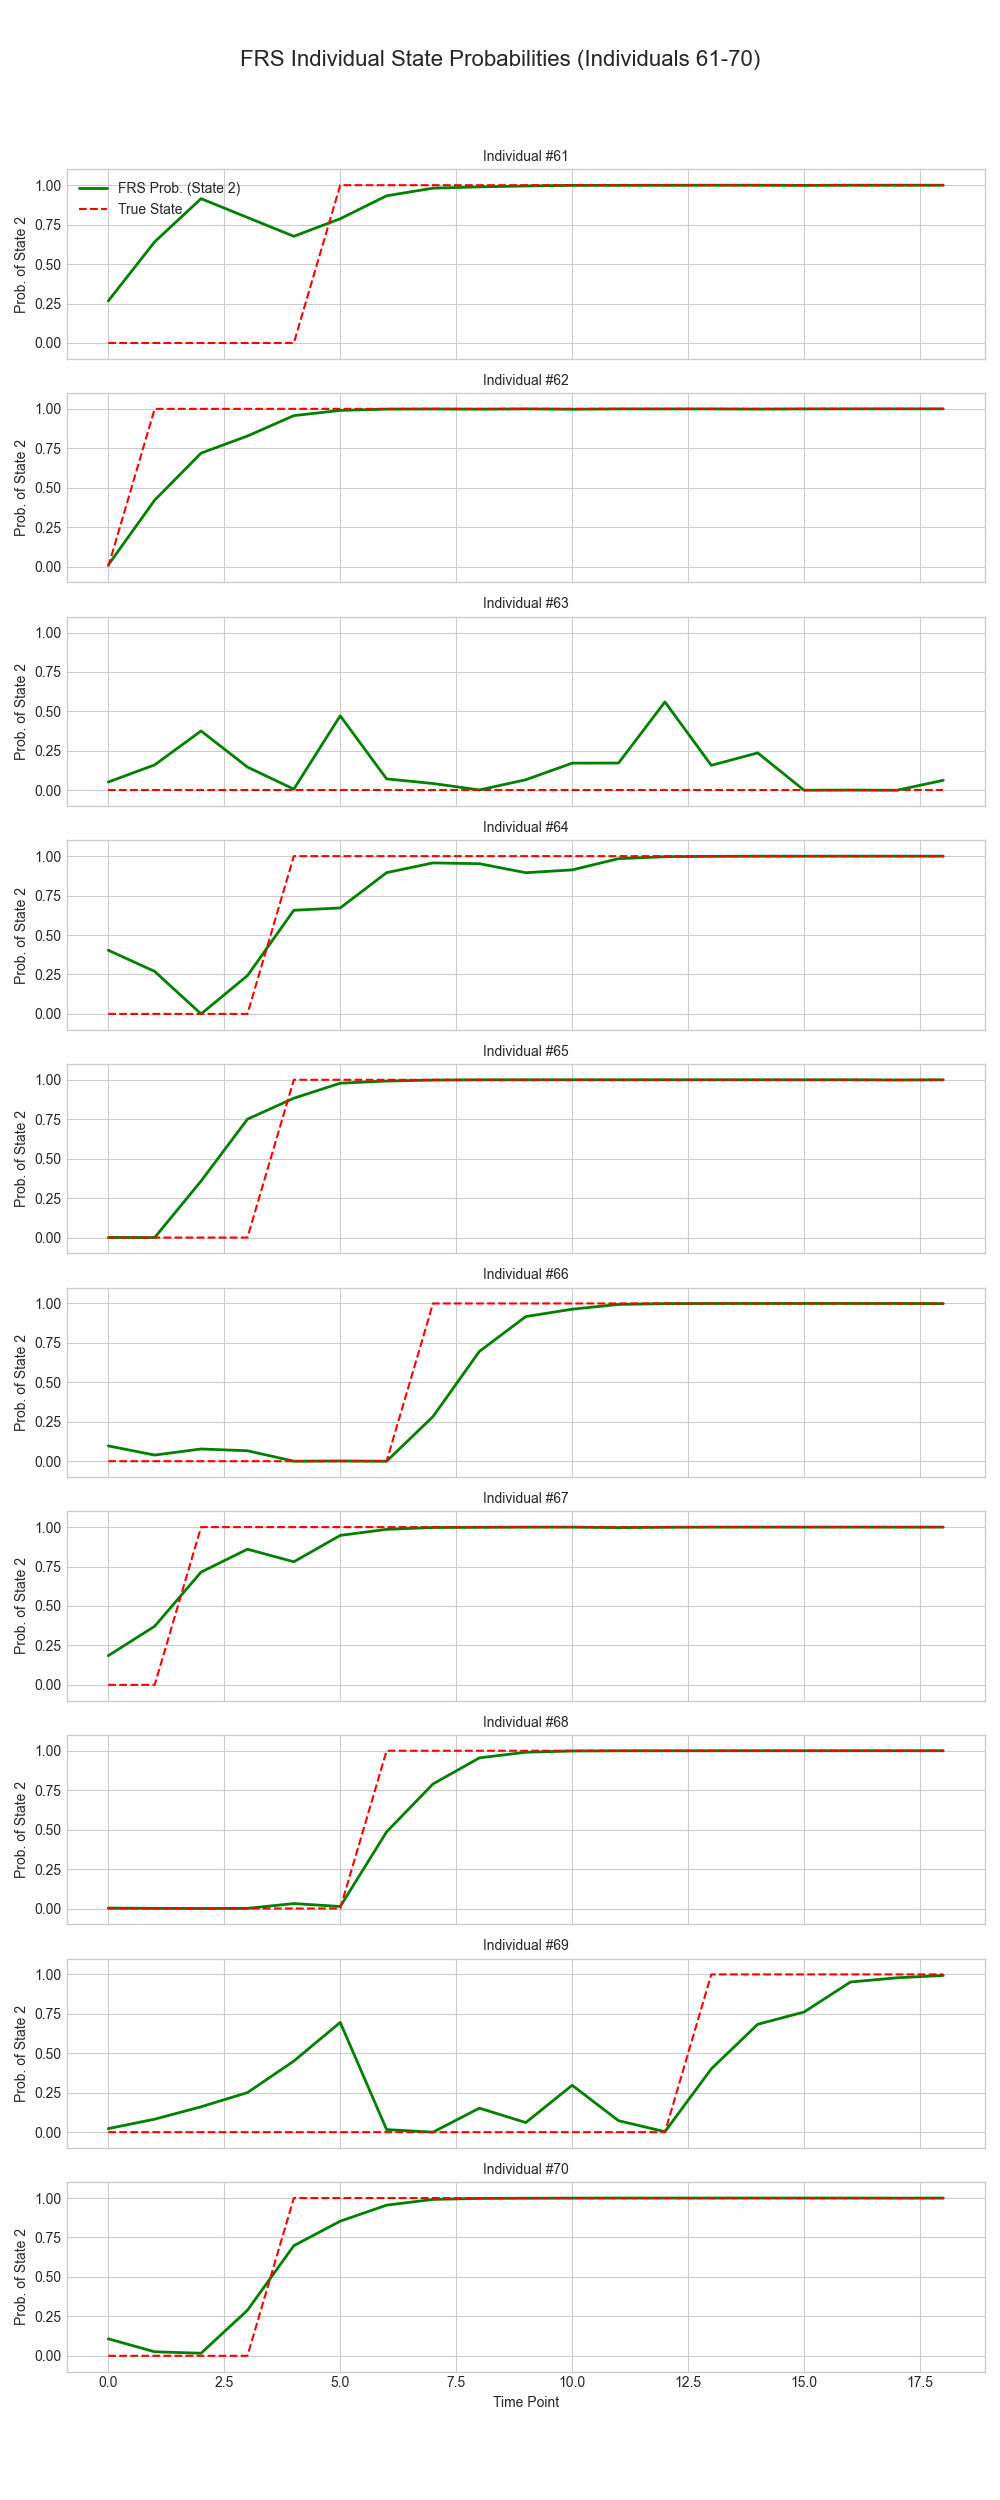 FRS Individual State Probabilities (Individuals 61-70)
Individual #61
1.00
0.75
0.50
0.25
0.00
Prob. of State 2
FRS Prob. (State 2)
True State
Individual #62
1.00
0.75
0.50
0.25
0.00
Prob. of State 2
Individual #63
1.00
0.75
0.50
0.25
0.00
Prob. of State 2
Individual #64
1.00
0.75
0.50
0.25
0.00
Prob. of State 2
Individual #65
1.00
0.75
0.50
0.25
0.00
Prob. of State 2
Individual #66
1.00
0.75
0.50
0.25
0.00
Prob. of State 2
Individual #67
1.00
0.75
0.50
0.25
0.00
Prob. of State 2
Individual #68
1.00
0.75
0.50
0.25
0.00
Prob. of State 2
Individual #69
1.00
0.75
0.50
0.25
0.00
Prob. of State 2
Individual #70
1.00
0.75
0.50
0.25
0.00
Prob. of State 2
0.0 2.5 5.0 7.5 10.0 12.5 15.0 17.5
Time Point